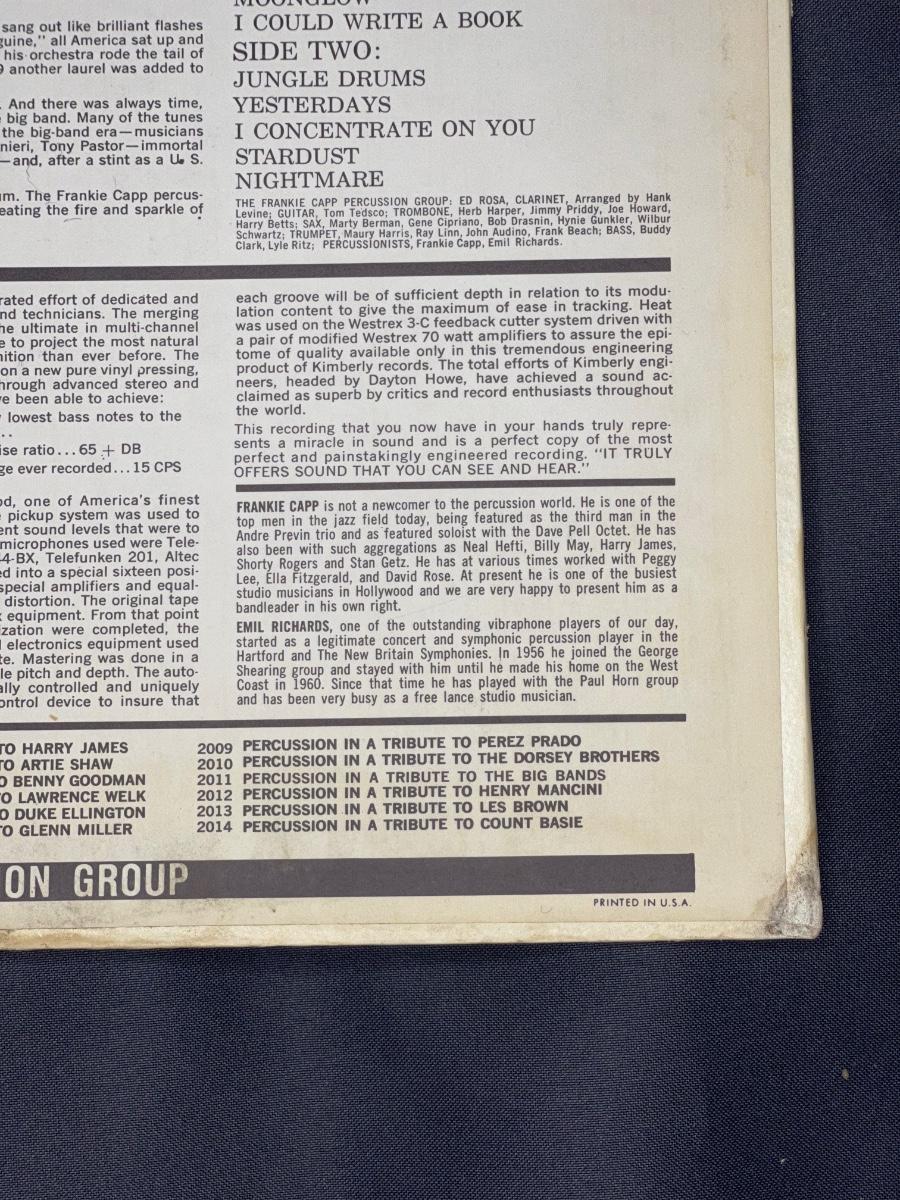 sang out like brilliant flashes
guine," all America sat up and
his orchestra rode the tail of
9 another laurel was added to
. And there was always time,
e big band. Many of the tunes
the big-band era—musicians
nieri, Tony Pastor—immortal
—and, after a stint as a U. S.
um. The Frankie Capp percus-
eating the fire and sparkle of
MOONGLOW
I COULD WRITE A BOOK
SIDE TWO:
JUNGLE DRUMS
YESTERDAYS
I CONCENTRATE ON YOU
STARDUST
NIGHTMARE
THE FRANKIE CAPP PERCUSSION GROUP: ED ROSA, CLARINET, Arranged by Hank
Levine; GUITAR, Tom Tedsco; TROMBONE, Herb Harper, Jimmy Priddy, Joe Howard,
Harry Betts; SAX, Marty Berman, Gene Cipriano, Bob Drasnin, Hynie Gunkler, Wilbur
Schwartz; TRUMPET, Maury Harris, Ray Linn, John Audino, Frank Beach; BASS, Buddy
Clark, Lyle Ritz; PERCUSSIONISTS, Frankie Capp, Emil Richards.
rated effort of dedicated and
nd technicians. The merging
he ultimate in multi-channel
e to project the most natural
nition than ever before. The
on a new pure vinyl pressing,
hrough advanced stereo and
ve been able to achieve:
lowest bass notes to the
..
ise ratio...65 + DB
ge ever recorded...15 CPS
od, one of America's finest
pickup system was used to
ent sound levels that were to
microphones used were Tele-
44-BX, Telefunken 201, Altec
ed into a special sixteen posi-
special amplifiers and equal-
distortion. The original tape
x equipment. From that point
ization were completed, the
electronics equipment used
te. Mastering was done in a
le pitch and depth. The auto-
ally controlled and uniquely
ontrol device to insure that
each groove will be of sufficient depth in relation to its modu-
lation content to give the maximum of ease in tracking. Heat
was used on the Westrex 3-C feedback cutter system driven with
a pair of modified Westrex 70 watt amplifiers to assure the epi-
tome of quality available only in this tremendous engineering
product of Kimberly records. The total efforts of Kimberly engi-
neers, headed by Dayton Howe, have achieved a sound ac-
claimed as superb by critics and record enthusiasts throughout
the world.
This recording that you now have in your hands truly repre-
sents a miracle in sound and is a perfect copy of the most
perfect and painstakingly engineered recording. "IT TRULY
OFFERS SOUND THAT YOU CAN SEE AND HEAR."
FRANKIE CAPP is not a newcomer to the percussion world. He is one of the
top men in the jazz field today, being featured as the third man in the
Andre Previn trio and as featured soloist with the Dave Pell Octet. He has
also been with such aggregations as Neal Hefti, Billy May, Harry James,
Shorty Rogers and Stan Getz. He has at various times worked with Peggy
Lee, Ella Fitzgerald, and David Rose. At present he is one of the busiest
studio musicians in Hollywood and we are very happy to present him as a
bandleader in his own right.
EMIL RICHARDS, one of the outstanding vibraphone players of our day,
started as a legitimate concert and symphonic percussion player in the
Hartford and The New Britain Symphonies. In 1956 he joined the George
Shearing group and stayed with him until he made his home on the West
Coast in 1960. Since that time he has played with the Paul Horn group
and has been very busy as a free lance studio musician.
TO HARRY JAMES
TO ARTIE SHAW
O BENNY GOODMAN
O LAWRENCE WELK
O DUKE ELLINGTON
TO GLENN MILLER
2009 PERCUSSION IN A TRIBUTE TO PEREZ PRADO
2010 PERCUSSION IN A TRIBUTE TO THE DORSEY BROTHERS
2011 PERCUSSION IN A TRIBUTE TO THE BIG BANDS
2012 PERCUSSION IN A TRIBUTE TO HENRY MANCINI
2013 PERCUSSION IN A TRIBUTE TO LES BROWN
2014 PERCUSSION IN A TRIBUTE TO COUNT BASIE
ON GROUP
PRINTED IN U.S.A.